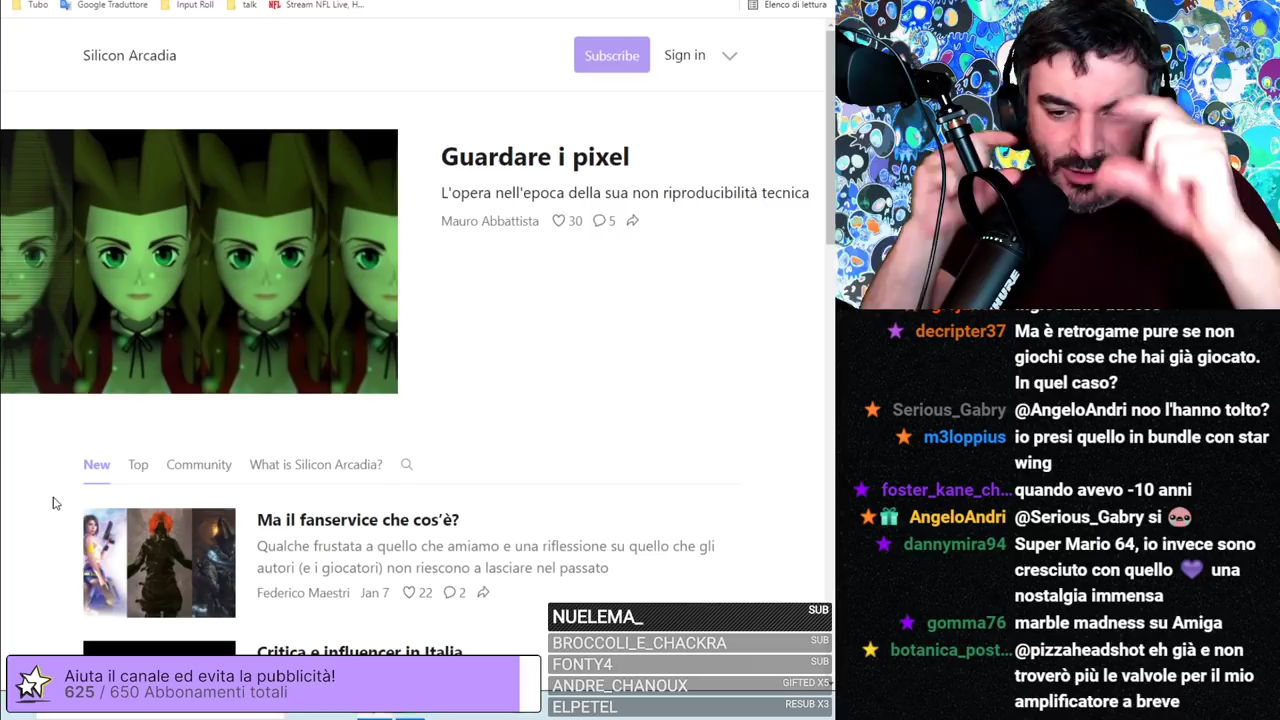 Tubo
Google Traduttore
Input Roll
talk
Stream NFL Live, H...
Elenco di lettura
Silicon Arcadia
Subscribe
Sign in
Guardare i pixel
L'opera nell'epoca della sua non riproducibilità tecnica
Mauro Abbattista
30
5
New
Top
Community
What is Silicon Arcadia?
Ma il fanservice che cos'è?
Qualche frustata a quello che amiamo e una riflessione su quello che gli
autori (e i giocatori) non riescono a lasciare nel passato
Federico Maestri
Jan 7
22
2
Critica e influencer in Italia
Aiuta il canale ed evita la pubblicità!
625 / 650 Abbonamenti totali
NUELEMA_ SUB
BROCCOLI_E_CHACKRA SUB
FONTY4 SUB
ANDRE_CHANOUX GIFTED X5
ELPETEL RESUB X3
SHURE
decripter37 Ma è retrogame pure se non
giochi cose che hai già giocato.
In quel caso?
Serious_Gabry @AngeloAndri noo l'hanno tolto?
m3loppius io presi quello in bundle con star
wing
foster_kane_ch... quando avevo -10 anni
AngeloAndri @Serious_Gabry si
dannymira94 Super Mario 64, io invece sono
cresciuto con quello una
nostalgia immensa
gomma76 marble madness su Amiga
botanica_post... @pizzaheadshot eh già e non
troverò più le valvole per il mio
amplificatore a breve